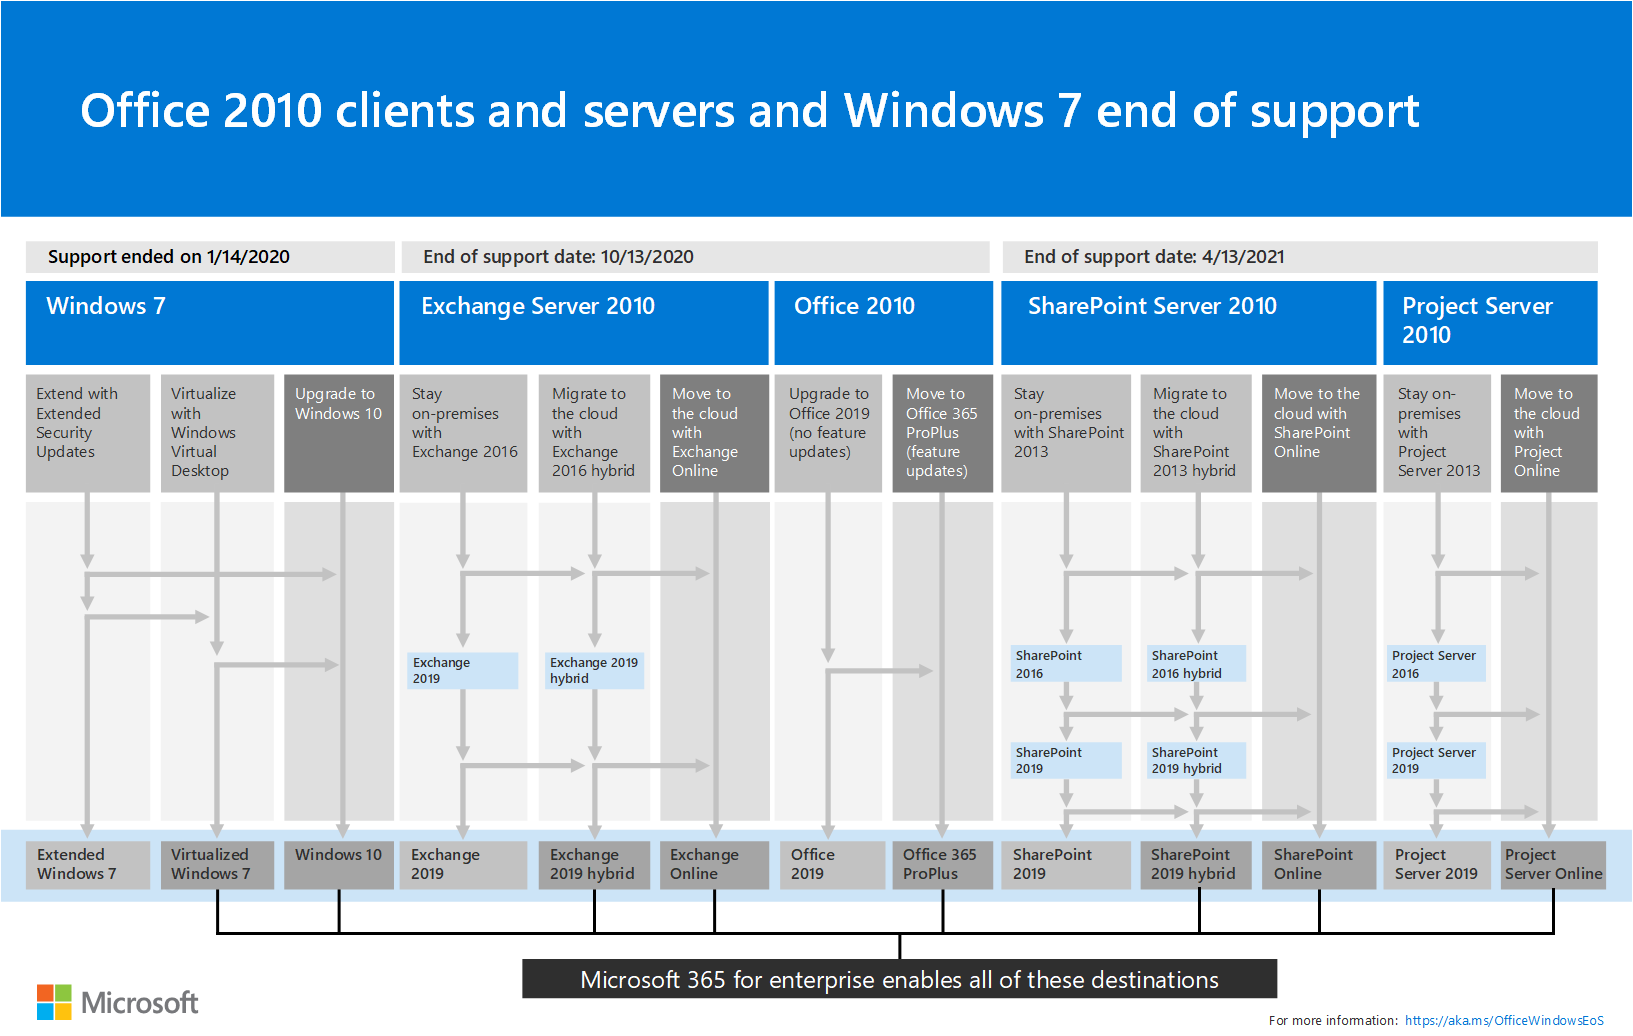 Office 2010 clients and servers and Windows 7 end of support
Support ended on 1/14/2020
End of support date: 10/13/2020
End of support date: 4/13/2021
Windows 7
Exchange Server 2010
Office 2010
SharePoint Server 2010
Project Server
2010
Extend with
Extended
Security
Updates
Virtualize
with
Windows
Virtual
Desktop
Upgrade to
Windows 10
Stay
on-premises
with
Exchange 2016
Migrate to
the cloud
with
Exchange
2016 hybrid
Move to
the cloud
with
Exchange
Online
Upgrade to
Office 2019
(no feature
updates)
Move to
Office 365
ProPlus
(feature
updates)
Stay
on-premises
with SharePoint
2013
Migrate to
the cloud
with
SharePoint
2013 hybrid
Move to the
cloud with
SharePoint
Online
Stay on-
premises
with
Project
Server 2013
Move to
the cloud
with
Project
Online
Exchange
2019
Exchange 2019
hybrid
SharePoint
2016
SharePoint
2016 hybrid
Project Server
2016
SharePoint
2019
SharePoint
2019 hybrid
Project Server
2019
Extended
Windows 7
Virtualized
Windows 7
Windows 10
Exchange
2019
Exchange
2019 hybrid
Exchange
Online
Office
2019
Office 365
ProPlus
SharePoint
2019
SharePoint
2019 hybrid
SharePoint
Online
Project
Server 2019
Project
Server Online
Microsoft 365 for enterprise enables all of these destinations
Microsoft
For more information: https://aka.ms/OfficeWindowsEoS